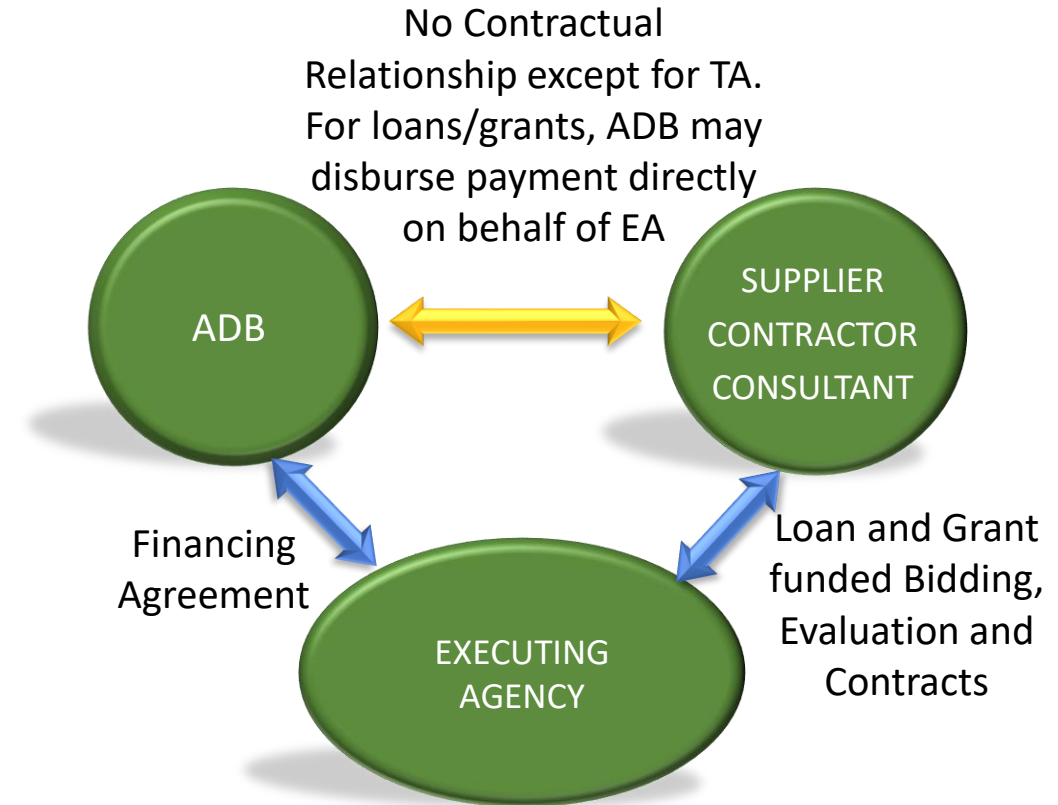 No Contractual
Relationship except for TA.
For loans/grants, ADB may
disburse payment directly
on behalf of EA
ADB
SUPPLIER
CONTRACTOR
CONSULTANT
Financing
Agreement
Loan and Grant
funded Bidding,
Evaluation and
Contracts
EXECUTING
AGENCY